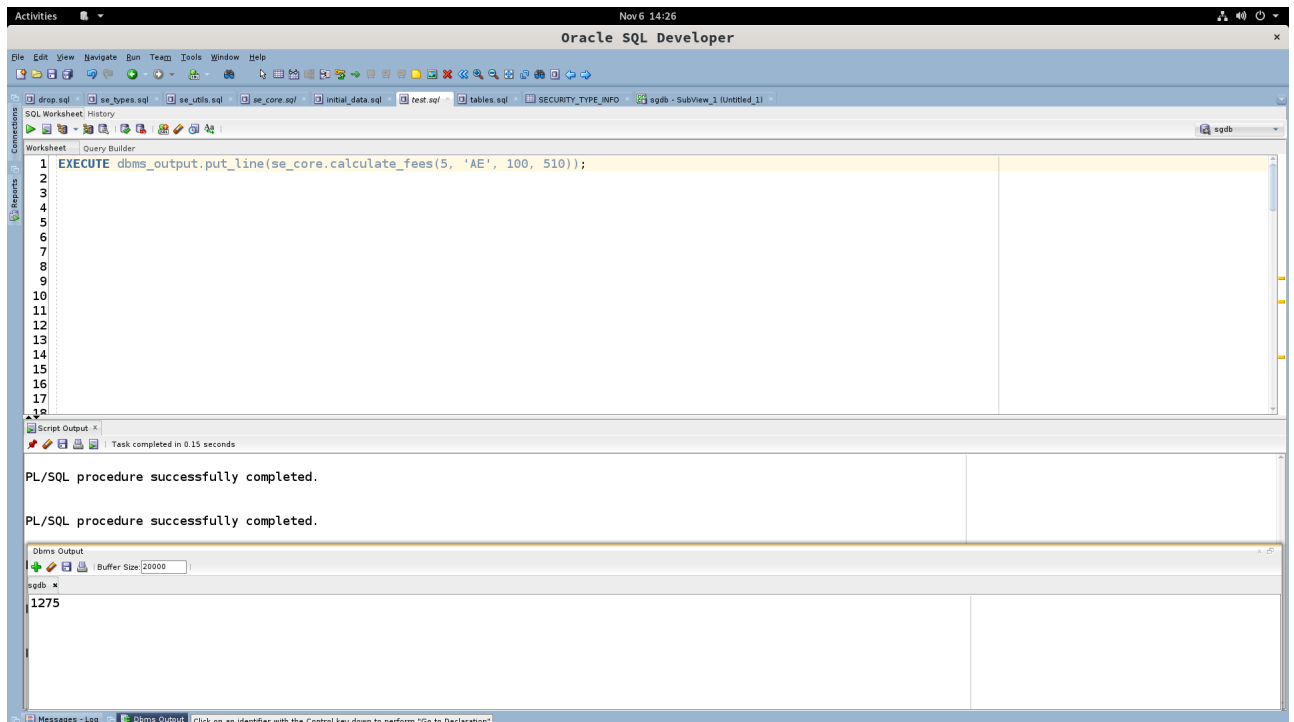 Activities
Nov 6 14:26
Oracle SQL Developer
×
File Edit View Navigate Run Team Tools Window Help
drop.sql se_types.sql se_utils.sql se_core.sql initial_data.sql test.sql tables.sql SECURITY_TYPE_INFO sgdb - SubView_1 (Untitled_1)
Connections
Reports
SQL Worksheet History
sgdb
Worksheet Query Builder
1 EXECUTE dbms_output.put_line(se_core.calculate_fees(5, 'AE', 100, 510));
2
3
4
5
6
7
8
9
10
11
12
13
14
15
16
17
18
Script Output ×
Task completed in 0.15 seconds
PL/SQL procedure successfully completed.
PL/SQL procedure successfully completed.
Dbms Output
Buffer Size: 20000
sgdb ×
1275
Messages - Log Dbms Output Click on an identifier with the Control key down to perform "Go to Declaration"